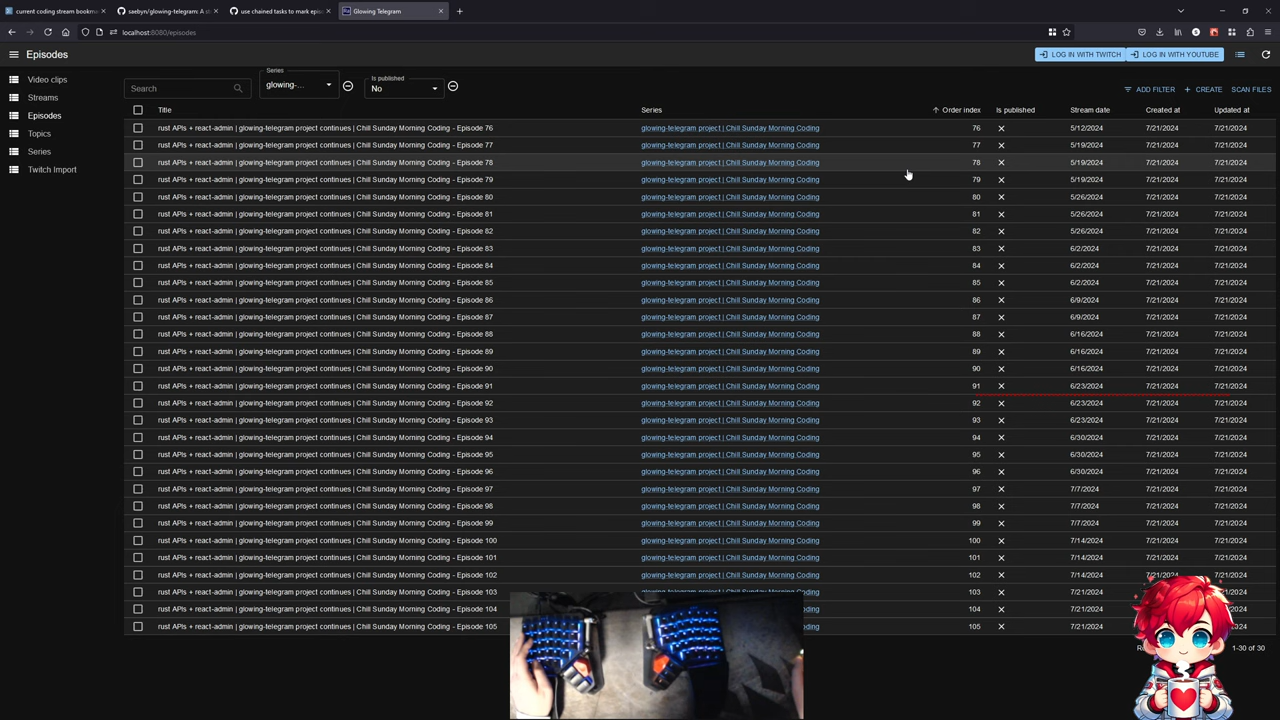 current coding stream bookma
saebyn/glowing-telegram: A st
use chained tasks to mark epis
Glowing Telegram
localhost:8080/episodes
Episodes
LOG IN WITH TWITCH
LOG IN WITH YOUTUBE
Video clips
Streams
Episodes
Topics
Series
Twitch Import
Search
Series
glowing-...
Is published
No
ADD FILTER
CREATE
SCAN FILES
Title Series Order index Is published Stream date Created at Updated at
rust APIs + react-admin | glowing-telegram project continues | Chill Sunday Morning Coding - Episode 76 glowing-telegram project | Chill Sunday Morning Coding 76 5/12/2024 7/21/2024 7/21/2024
rust APIs + react-admin | glowing-telegram project continues | Chill Sunday Morning Coding - Episode 77 glowing-telegram project | Chill Sunday Morning Coding 77 5/19/2024 7/21/2024 7/21/2024
rust APIs + react-admin | glowing-telegram project continues | Chill Sunday Morning Coding - Episode 78 glowing-telegram project | Chill Sunday Morning Coding 78 5/19/2024 7/21/2024 7/21/2024
rust APIs + react-admin | glowing-telegram project continues | Chill Sunday Morning Coding - Episode 79 glowing-telegram project | Chill Sunday Morning Coding 79 5/19/2024 7/21/2024 7/21/2024
rust APIs + react-admin | glowing-telegram project continues | Chill Sunday Morning Coding - Episode 80 glowing-telegram project | Chill Sunday Morning Coding 80 5/26/2024 7/21/2024 7/21/2024
rust APIs + react-admin | glowing-telegram project continues | Chill Sunday Morning Coding - Episode 81 glowing-telegram project | Chill Sunday Morning Coding 81 5/26/2024 7/21/2024 7/21/2024
rust APIs + react-admin | glowing-telegram project continues | Chill Sunday Morning Coding - Episode 82 glowing-telegram project | Chill Sunday Morning Coding 82 5/26/2024 7/21/2024 7/21/2024
rust APIs + react-admin | glowing-telegram project continues | Chill Sunday Morning Coding - Episode 83 glowing-telegram project | Chill Sunday Morning Coding 83 6/2/2024 7/21/2024 7/21/2024
rust APIs + react-admin | glowing-telegram project continues | Chill Sunday Morning Coding - Episode 84 glowing-telegram project | Chill Sunday Morning Coding 84 6/2/2024 7/21/2024 7/21/2024
rust APIs + react-admin | glowing-telegram project continues | Chill Sunday Morning Coding - Episode 85 glowing-telegram project | Chill Sunday Morning Coding 85 6/2/2024 7/21/2024 7/21/2024
rust APIs + react-admin | glowing-telegram project continues | Chill Sunday Morning Coding - Episode 86 glowing-telegram project | Chill Sunday Morning Coding 86 6/9/2024 7/21/2024 7/21/2024
rust APIs + react-admin | glowing-telegram project continues | Chill Sunday Morning Coding - Episode 87 glowing-telegram project | Chill Sunday Morning Coding 87 6/9/2024 7/21/2024 7/21/2024
rust APIs + react-admin | glowing-telegram project continues | Chill Sunday Morning Coding - Episode 88 glowing-telegram project | Chill Sunday Morning Coding 88 6/16/2024 7/21/2024 7/21/2024
rust APIs + react-admin | glowing-telegram project continues | Chill Sunday Morning Coding - Episode 89 glowing-telegram project | Chill Sunday Morning Coding 89 6/16/2024 7/21/2024 7/21/2024
rust APIs + react-admin | glowing-telegram project continues | Chill Sunday Morning Coding - Episode 90 glowing-telegram project | Chill Sunday Morning Coding 90 6/16/2024 7/21/2024 7/21/2024
rust APIs + react-admin | glowing-telegram project continues | Chill Sunday Morning Coding - Episode 91 glowing-telegram project | Chill Sunday Morning Coding 91 6/23/2024 7/21/2024 7/21/2024
rust APIs + react-admin | glowing-telegram project continues | Chill Sunday Morning Coding - Episode 92 glowing-telegram project | Chill Sunday Morning Coding 92 6/23/2024 7/21/2024 7/21/2024
rust APIs + react-admin | glowing-telegram project continues | Chill Sunday Morning Coding - Episode 93 glowing-telegram project | Chill Sunday Morning Coding 93 6/23/2024 7/21/2024 7/21/2024
rust APIs + react-admin | glowing-telegram project continues | Chill Sunday Morning Coding - Episode 94 glowing-telegram project | Chill Sunday Morning Coding 94 6/30/2024 7/21/2024 7/21/2024
rust APIs + react-admin | glowing-telegram project continues | Chill Sunday Morning Coding - Episode 95 glowing-telegram project | Chill Sunday Morning Coding 95 6/30/2024 7/21/2024 7/21/2024
rust APIs + react-admin | glowing-telegram project continues | Chill Sunday Morning Coding - Episode 96 glowing-telegram project | Chill Sunday Morning Coding 96 6/30/2024 7/21/2024 7/21/2024
rust APIs + react-admin | glowing-telegram project continues | Chill Sunday Morning Coding - Episode 97 glowing-telegram project | Chill Sunday Morning Coding 97 7/7/2024 7/21/2024 7/21/2024
rust APIs + react-admin | glowing-telegram project continues | Chill Sunday Morning Coding - Episode 98 glowing-telegram project | Chill Sunday Morning Coding 98 7/7/2024 7/21/2024 7/21/2024
rust APIs + react-admin | glowing-telegram project continues | Chill Sunday Morning Coding - Episode 99 glowing-telegram project | Chill Sunday Morning Coding 99 7/7/2024 7/21/2024 7/21/2024
rust APIs + react-admin | glowing-telegram project continues | Chill Sunday Morning Coding - Episode 100 glowing-telegram project | Chill Sunday Morning Coding 100 7/14/2024 7/21/2024 7/21/2024
rust APIs + react-admin | glowing-telegram project continues | Chill Sunday Morning Coding - Episode 101 glowing-telegram project | Chill Sunday Morning Coding 101 7/14/2024 7/21/2024 7/21/2024
rust APIs + react-admin | glowing-telegram project continues | Chill Sunday Morning Coding - Episode 102 glowing-telegram project | Chill Sunday Morning Coding 102 7/14/2024 7/21/2024 7/21/2024
rust APIs + react-admin | glowing-telegram project continues | Chill Sunday Morning Coding - Episode 103 glowing-telegram project | Chill Sunday Morning Coding 103 7/21/2024
rust APIs + react-admin | glowing-telegram project continues | Chill Sunday Morning Coding - Episode 104 Coding 104 7/21/2024
rust APIs + react-admin | glowing-telegram project continues | Chill Sunday Morning Coding - Episode 105 Coding 105 7/21/2024
1-30 of 30